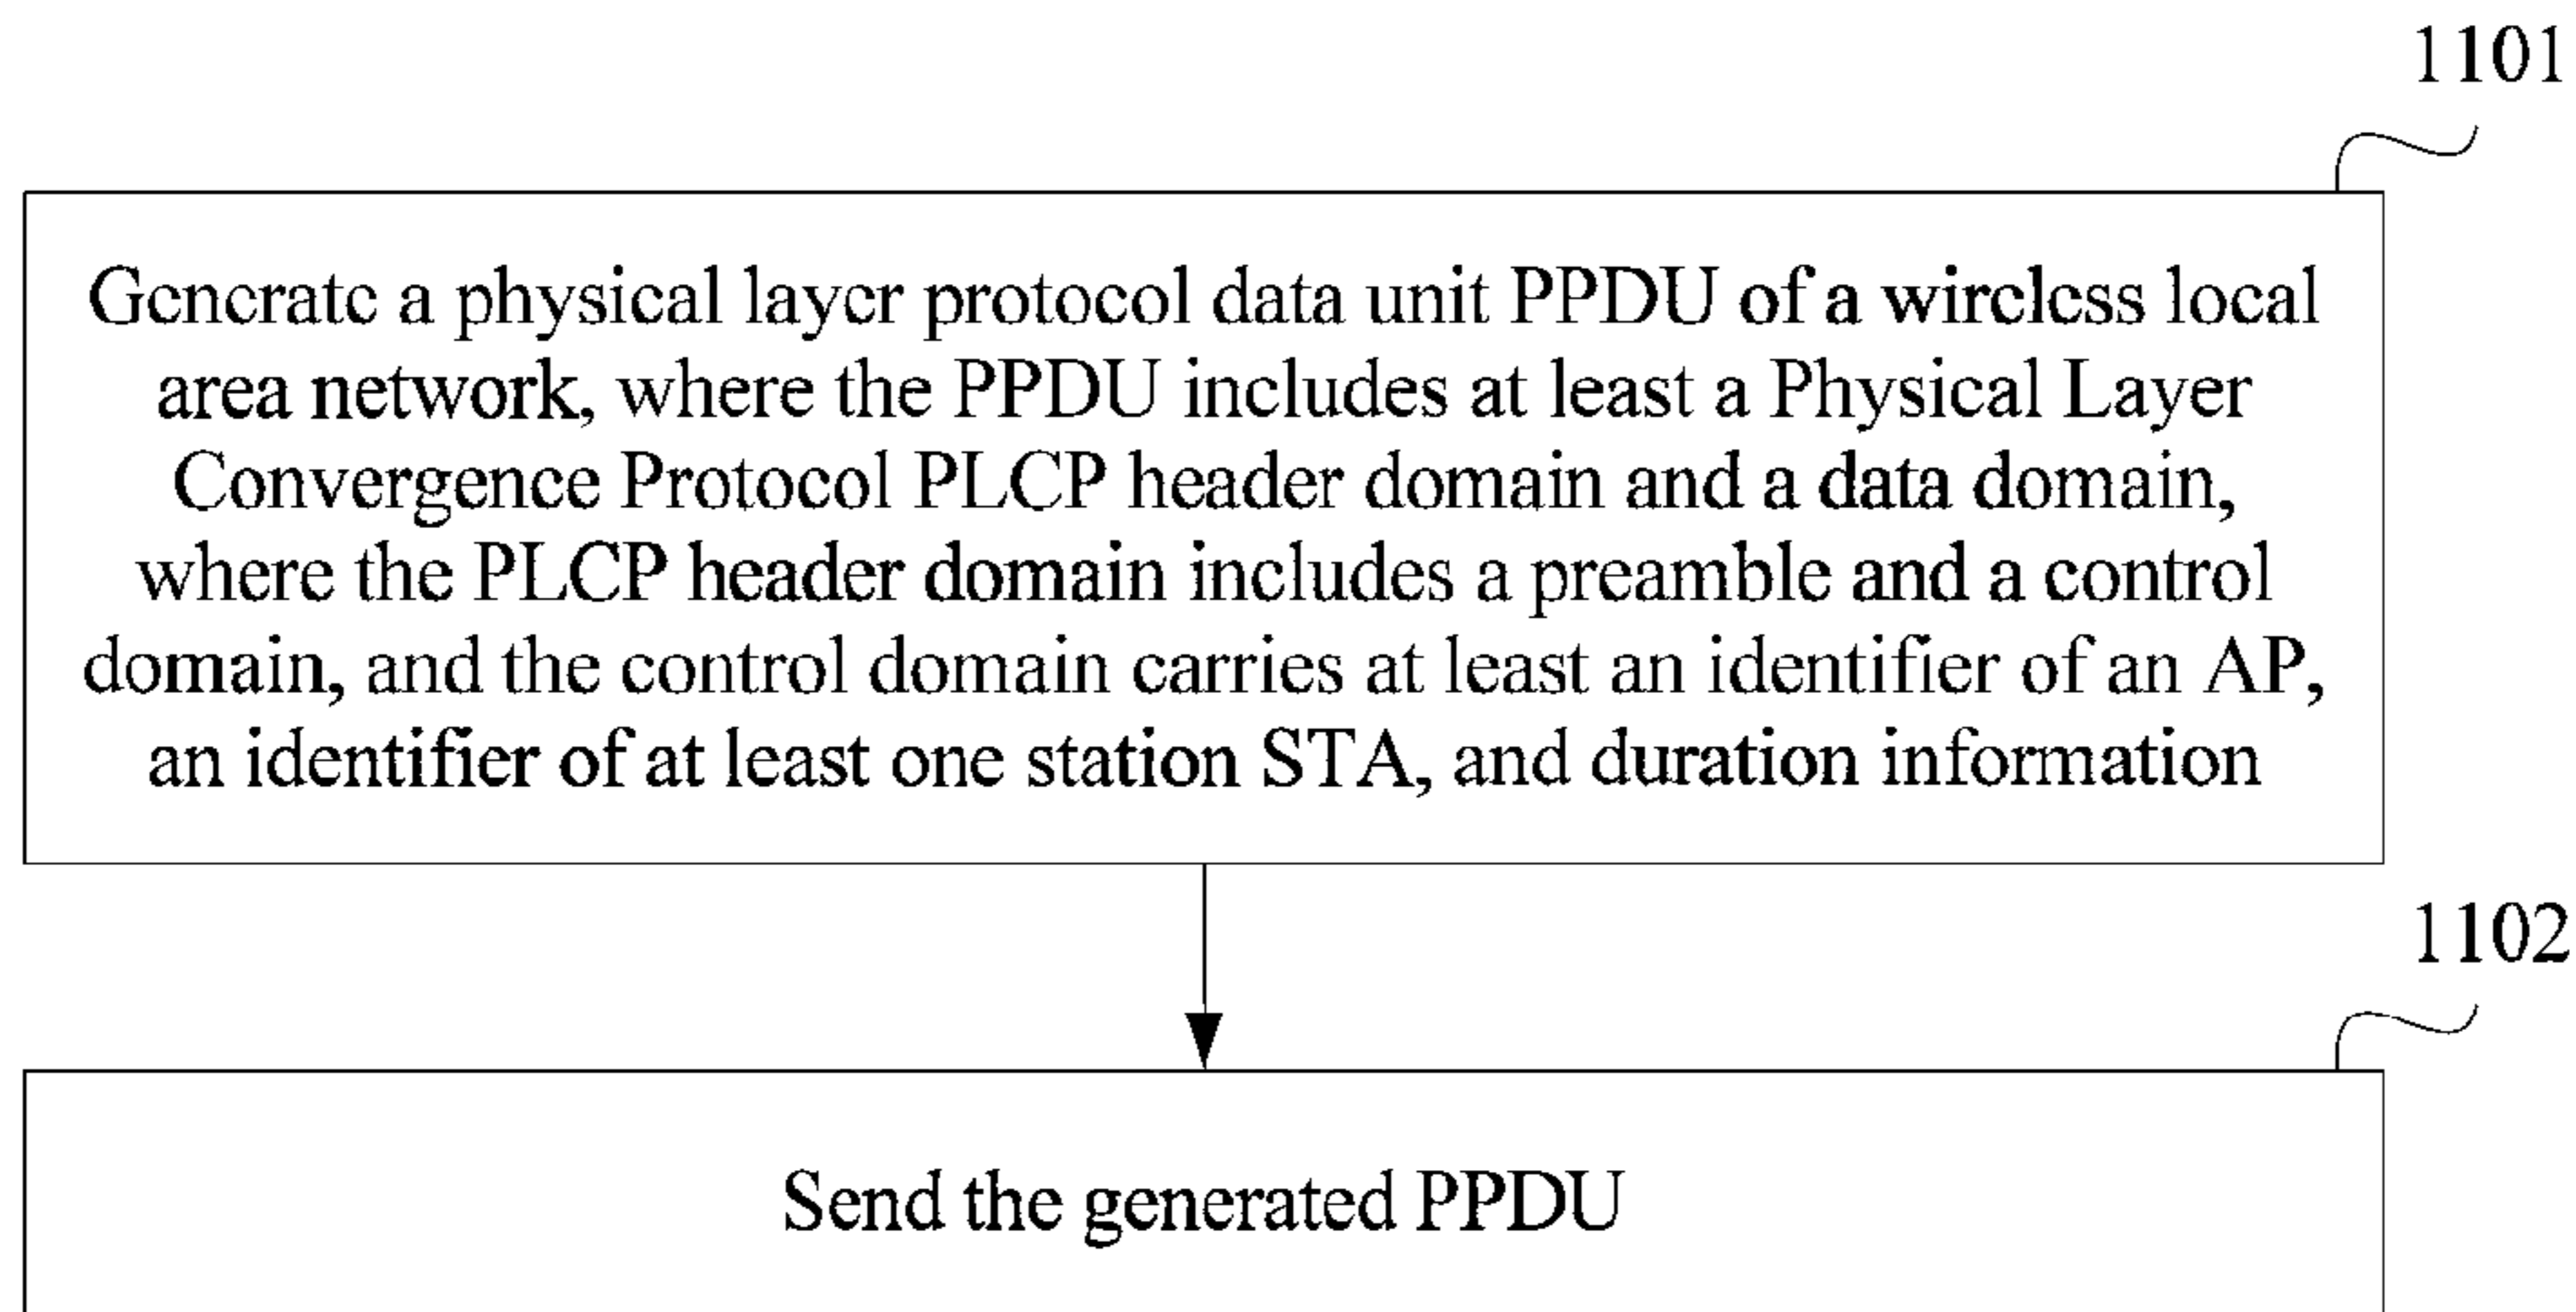 1101
Generate a physical layer protocol data unit PPDU of a wireless local
area network, where the PPDU includes at least a Physical Layer
Convergence Protocol PLCP header domain and a data domain,
where the PLCP header domain includes a preamble and a control
domain, and the control domain carries at least an identifier of an AP,
an identifier of at least one station STA, and duration information
1102
Send the generated PPDU